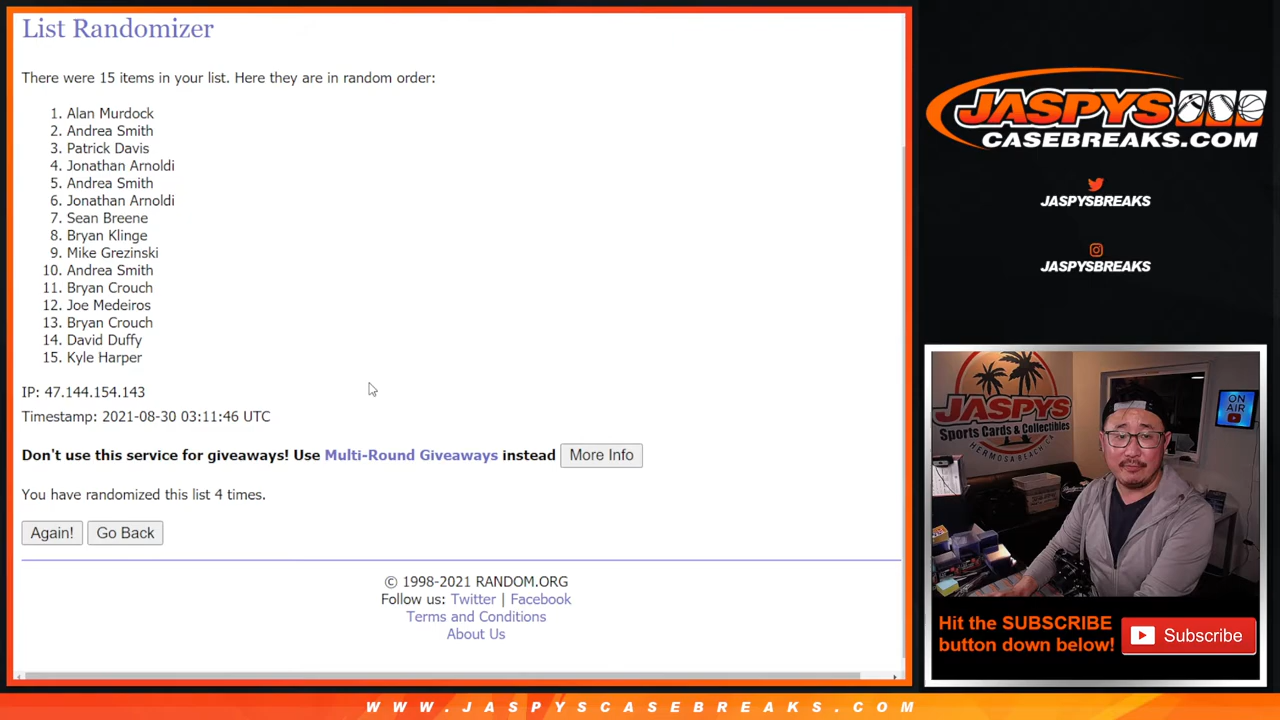 List Randomizer
There were 15 items in your list. Here they are in random order:
1. Alan Murdock
2. Andrea Smith
3. Patrick Davis
4. Jonathan Arnoldi
5. Andrea Smith
6. Jonathan Arnoldi
7. Sean Breene
8. Bryan Klinge
9. Mike Grezinski
10. Andrea Smith
11. Bryan Crouch
12. Joe Medeiros
13. Bryan Crouch
14. David Duffy
15. Kyle Harper
IP: 47.144.154.143
Timestamp: 2021-08-30 03:11:46 UTC
Don't use this service for giveaways! Use Multi-Round Giveaways instead More Info
You have randomized this list 4 times.
Again! Go Back
© 1998-2021 RANDOM.ORG
Follow us: Twitter | Facebook
Terms and Conditions
About Us
JASPYS
CASEBREAKS.COM
JASPYSBREAKS
JASPYSBREAKS
JASPYS
Sports Cards & Collectibles
HERMOSA BEACH
ON
AIR
Hit the SUBSCRIBE
button down below!
Subscribe
WWW.JASPYSCASEBREAKS.COM